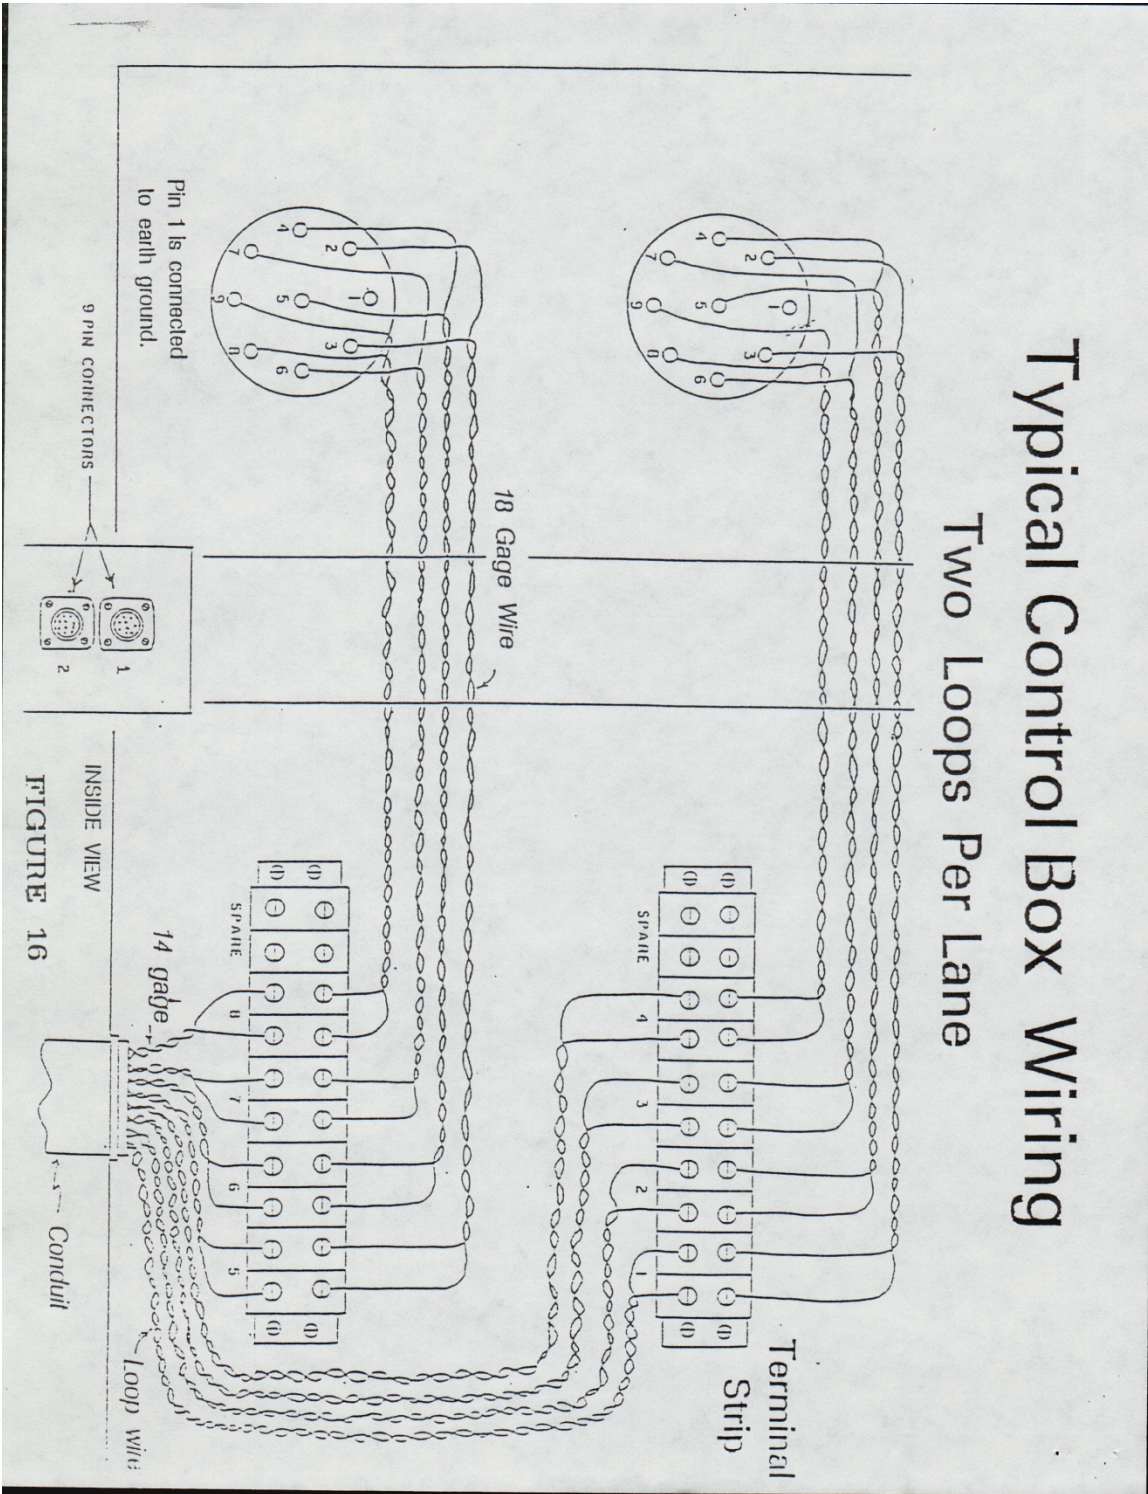 Typical Control Box Wiring
Two Loops Per Lane
Terminal
Strip
4
2
7
5
1
9
3
8
6
SPARE
4
3
2
1
18 Gage Wire
4
2
7
5
1
9
3
8
6
SPARE
8
7
6
5
Pin 1 is connected
to earth ground.
9 PIN CONNECTORS
1
2
INSIDE VIEW
14 gage
Conduit
Loop wire
FIGURE 16